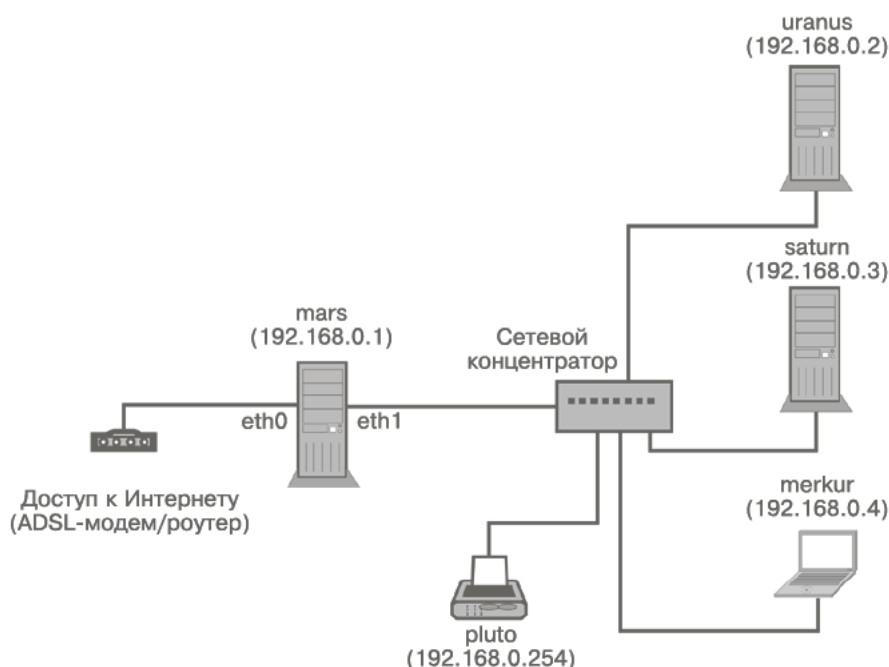 uranus
(192.168.0.2)
saturn
(192.168.0.3)
mars
(192.168.0.1)
Сетевой
концентратор
eth0
eth1
merkur
(192.168.0.4)
Доступ к Интернету
(ADSL-модем/роутер)
pluto
(192.168.0.254)